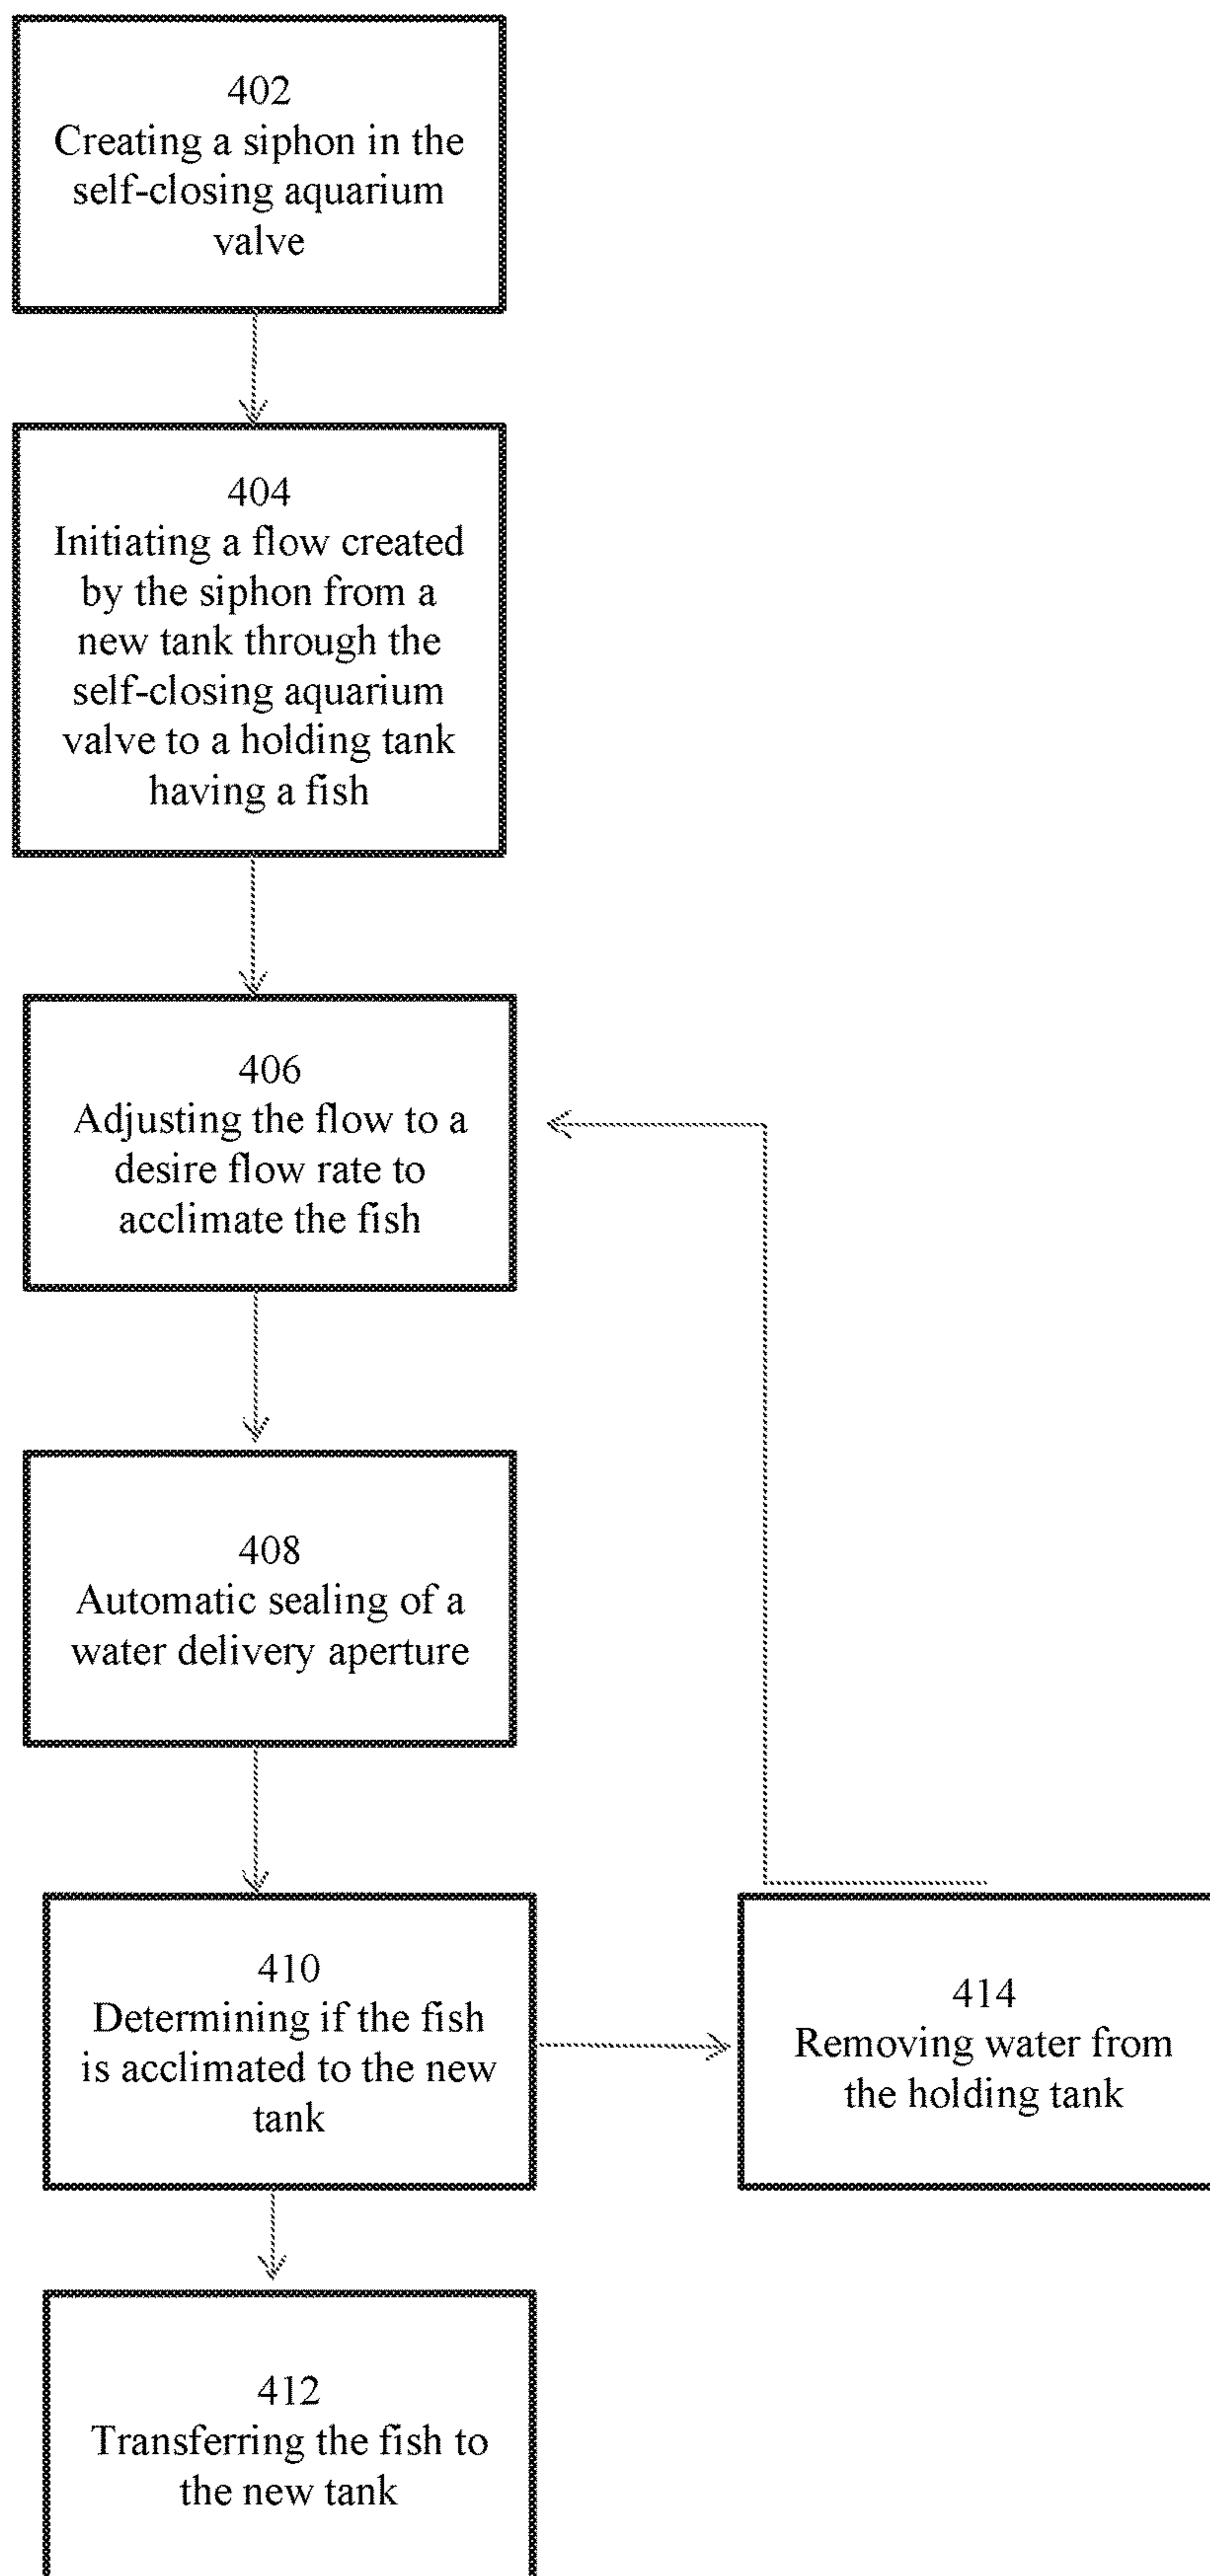 402
Creating a siphon in the
self-closing aquarium
valve
404
Initiating a flow created
by the siphon from a
new tank through the
self-closing aquarium
valve to a holding tank
having a fish
406
Adjusting the flow to a
desire flow rate to
acclimate the fish
408
Automatic sealing of a
water delivery aperture
410
Determining if the fish
is acclimated to the new
tank
414
Removing water from
the holding tank
412
Transferring the fish to
the new tank